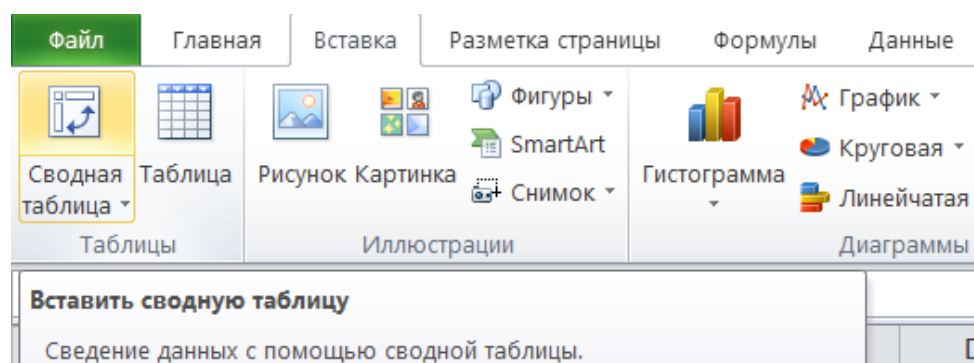 Файл Главная Вставка Разметка страницы Формулы Данные
Сводная таблица
Таблица
Рисунок
Картинка
Фигуры
SmartArt
Снимок
Гистограмма
График
Круговая
Линейчатая
Таблицы Иллюстрации Диаграммы
Вставить сводную таблицу
Сведение данных с помощью сводной таблицы.